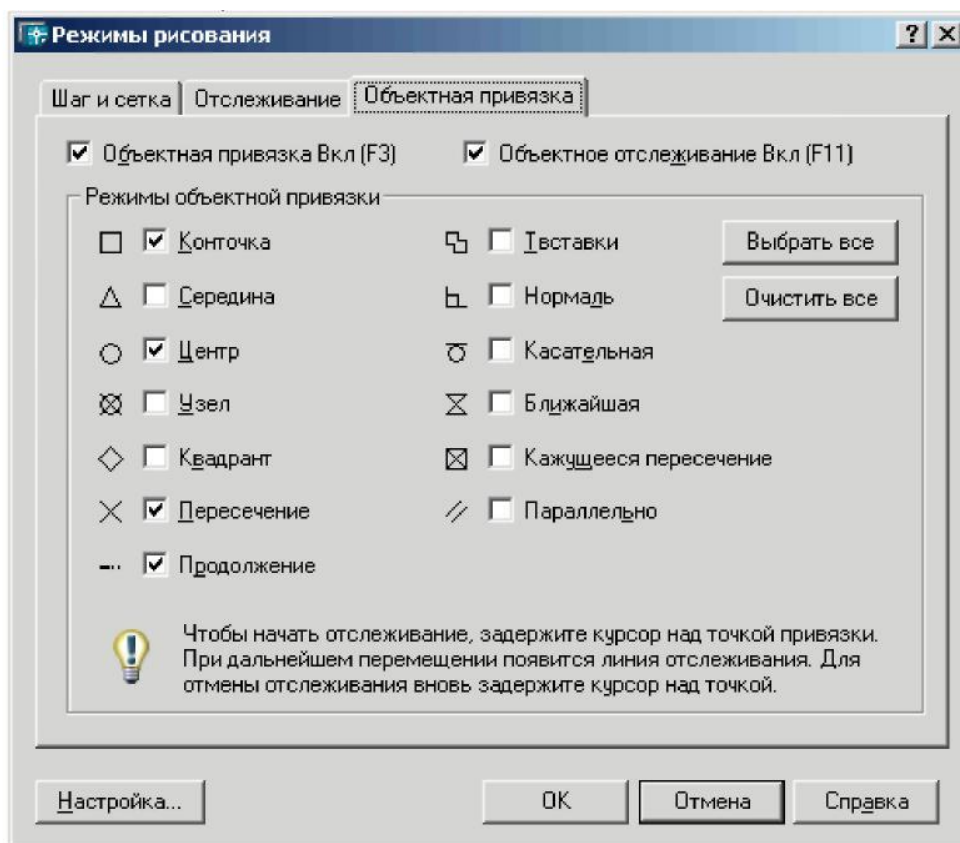 Режимы рисования
Шаг и сетка Отслеживание Объектная привязка
Объектная привязка Вкл (F3) Объектное отслеживание Вкл (F11)
Режимы объектной привязки
Конточка Твставки Выбрать все
Середина Нормаль Очистить все
Центр Касательная
Узел Ближайшая
Квадрант Кажущееся пересечение
Пересечение Параллельно
Продолжение
Чтобы начать отслеживание, задержите курсор над точкой привязки.
При дальнейшем перемещении появится линия отслеживания. Для
отмены отслеживания вновь задержите курсор над точкой.
Настройка... OK Отмена Справка